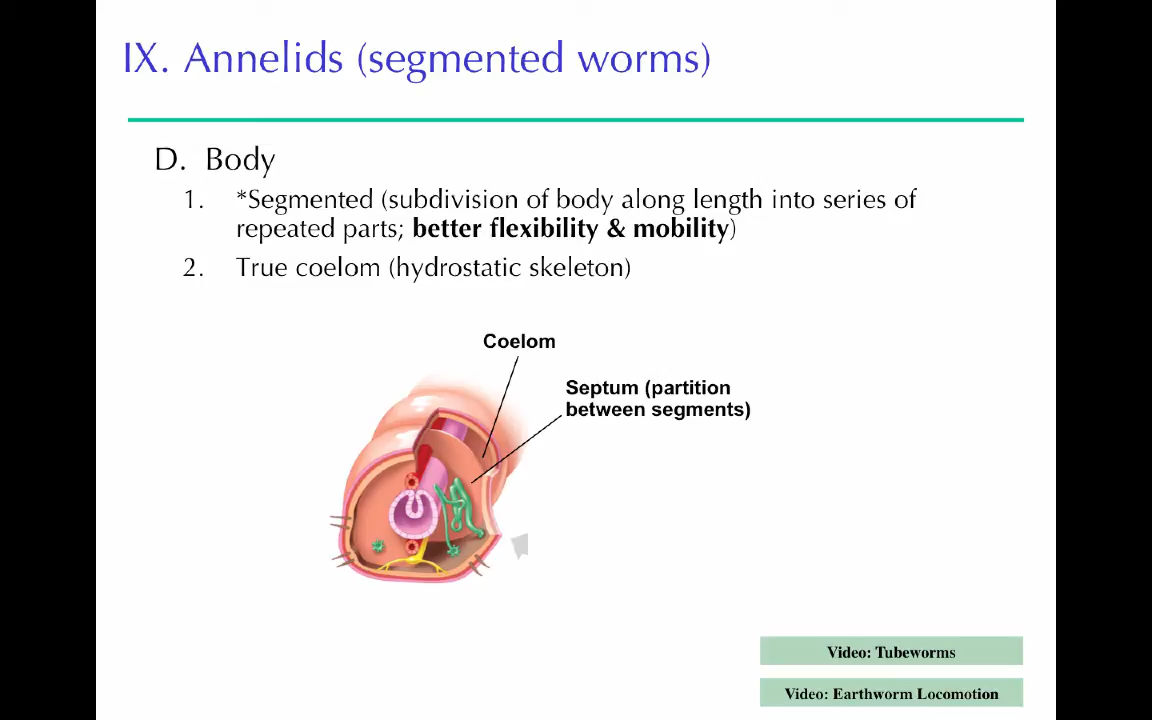 IX. Annelids (segmented worms)
D. Body
1. *Segmented (subdivision of body along length into series of
repeated parts; better flexibility & mobility)
2. True coelom (hydrostatic skeleton)
Coelom
Septum (partition
between segments)
Video: Tubeworms
Video: Earthworm Locomotion